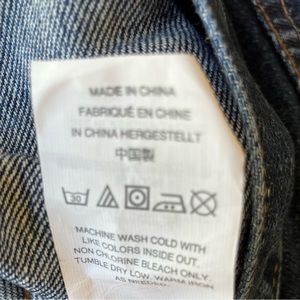 MADE IN CHINA
FABRIQUÉ EN CHINE
IN CHINA HERGESTELLT
中国製
30
MACHINE WASH COLD WITH
LIKE COLORS INSIDE OUT.
NON CHLORINE BLEACH ONLY.
TUMBLE DRY LOW. WARM IRON
AS NEEDED.